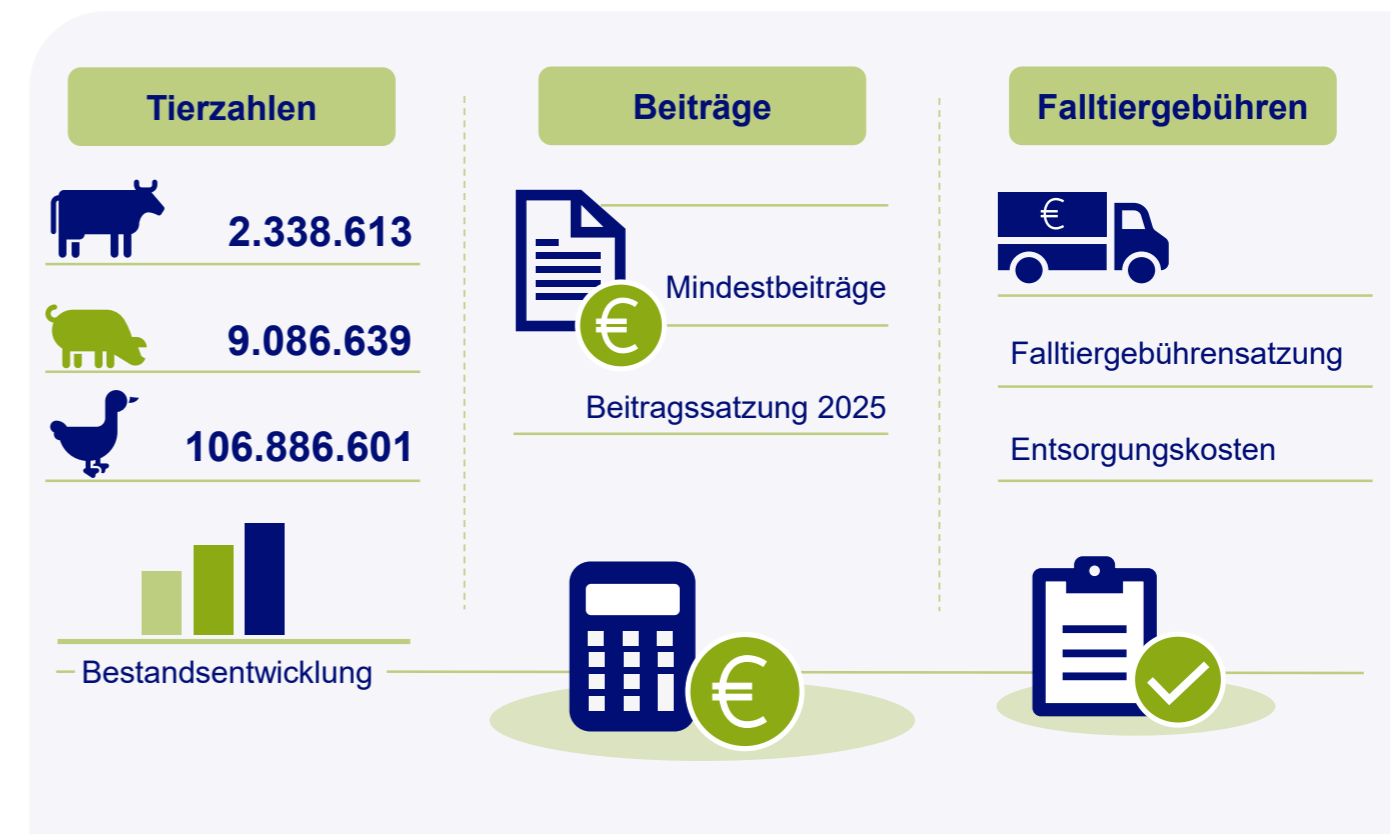 Tierzahlen
2.338.613
9.086.639
106.886.601
Bestandsentwicklung
Beiträge
Mindestbeiträge
€
Beitragssatzung 2025
€
Falltiergebühren
€
Falltiergebührensatzung
Entsorgungskosten